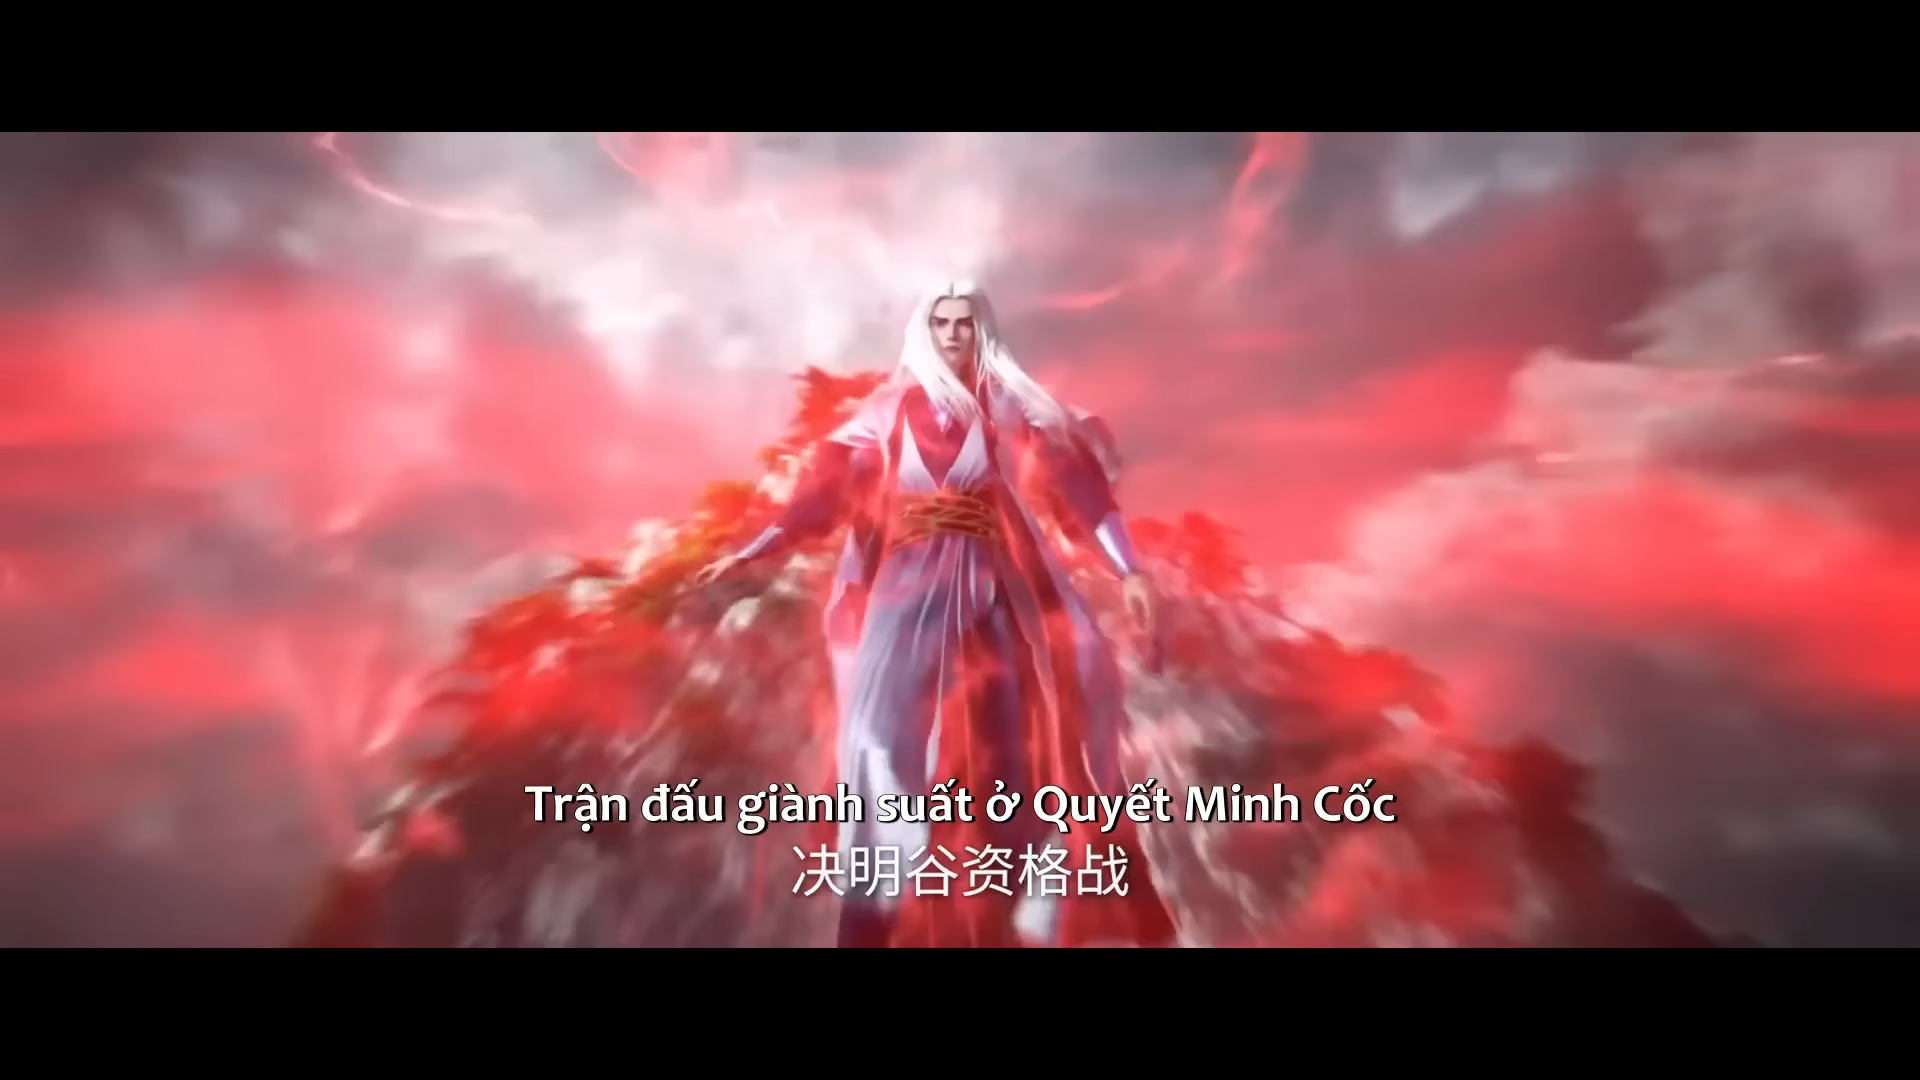 Trận đấu giành suất ở Quyết Minh Cốc
决明谷资格战